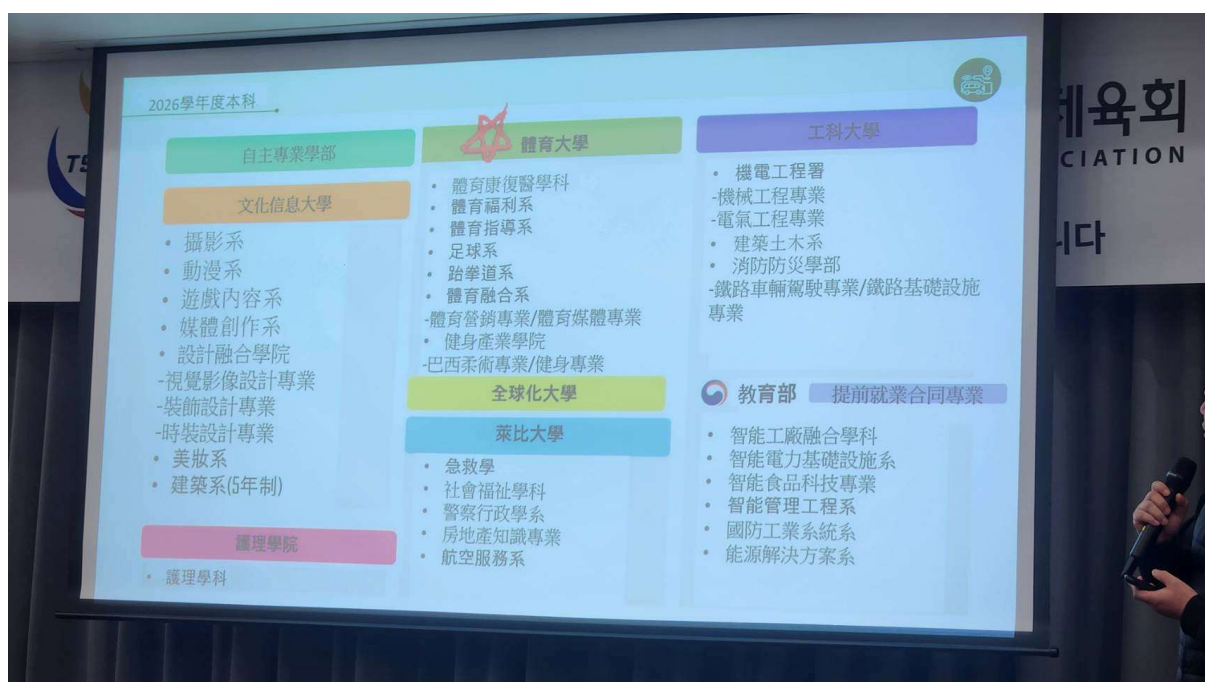 2026學年度本科
自主專業學部
文化信息大學
• 攝影系
• 動漫系
• 遊戲內容系
• 媒體創作系
• 設計融合學院
-視覺影像設計專業
-裝飾設計專業
-時裝設計專業
• 美妝系
• 建築系(5年制)
護理學院
• 護理學科
體育大學
• 體育康復醫學科
• 體育福利系
• 體育指導系
• 足球系
• 跆拳道系
• 體育融合系
-體育營銷專業/體育媒體專業
• 健身產業學院
-巴西柔術專業/健身專業
全球化大學
萊比大學
• 急救學
• 社會福祉學科
• 警察行政學系
• 房地產知識專業
• 航空服務系
工科大學
• 機電工程署
-機械工程專業
-電氣工程專業
• 建築土木系
• 消防防災學部
-鐵路車輛駕駛專業/鐵路基礎設施
專業
教育部 提前就業合同專業
• 智能工廠融合學科
• 智能電力基礎設施系
• 智能食品科技專業
• 智能管理工程系
• 國防工業系統系
• 能源解決方案系
TS
체육회
CIATION
니다